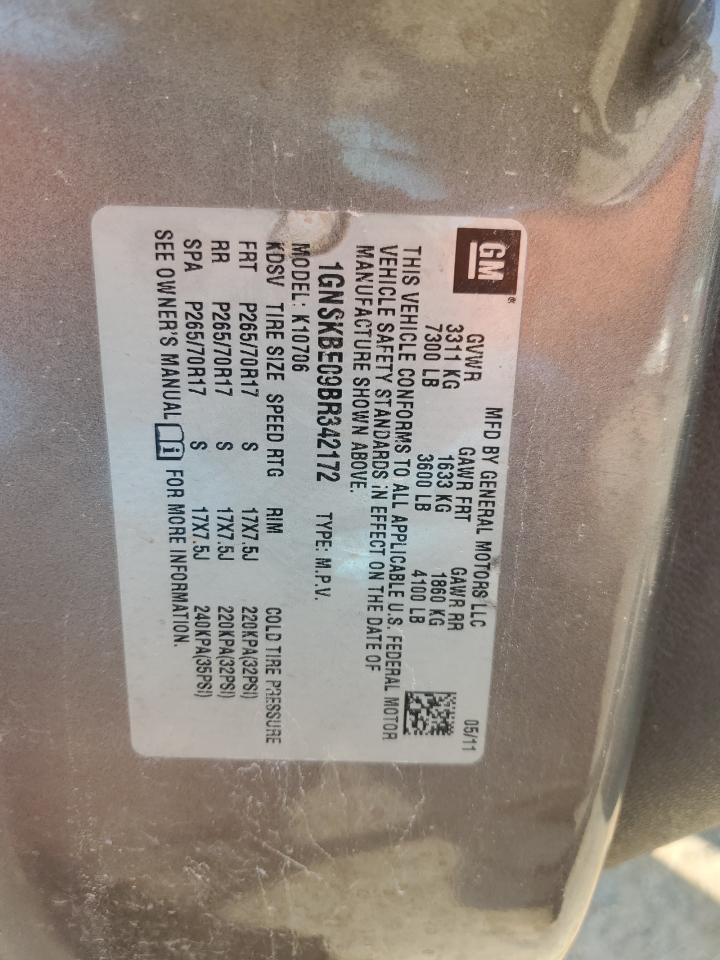 GM®
MFD BY GENERAL MOTORS LLC 05/11
GVWR GAWR FRT GAWR RR
3311 KG 1633 KG 1860 KG
7300 LB 3600 LB 4100 LB
THIS VEHICLE CONFORMS TO ALL APPLICABLE U.S. FEDERAL MOTOR
VEHICLE SAFETY STANDARDS IN EFFECT ON THE DATE OF
MANUFACTURE SHOWN ABOVE.
1GNSKBE09BR342172 TYPE: M.P.V.
MODEL: K10706
KDSV TIRE SIZE SPEED RTG RIM COLD TIRE PRESSURE
FRT P265/70R17 S 17X7.5J 220KPA(32PSI)
RR P265/70R17 S 17X7.5J 220KPA(32PSI)
SPA P265/70R17 S 17X7.5J 240KPA(35PSI)
SEE OWNER'S MANUAL i FOR MORE INFORMATION.